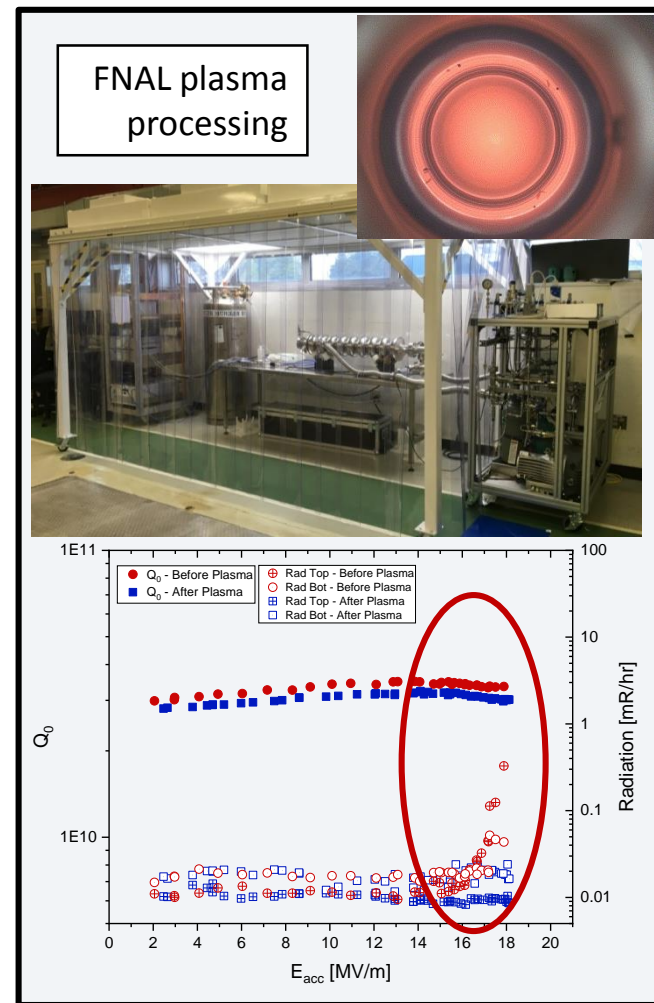 FNAL plasma
processing
1E11
100
Q₀ - Before Plasma
Q₀ - After Plasma
Rad Top - Before Plasma
Rad Bot - Before Plasma
Rad Top - After Plasma
Rad Bot - After Plasma
10
1
Q₀
Radiation [mR/hr]
0.1
1E10
0.01
0 2 4 6 8 10 12 14 16 18 20
E_acc [MV/m]